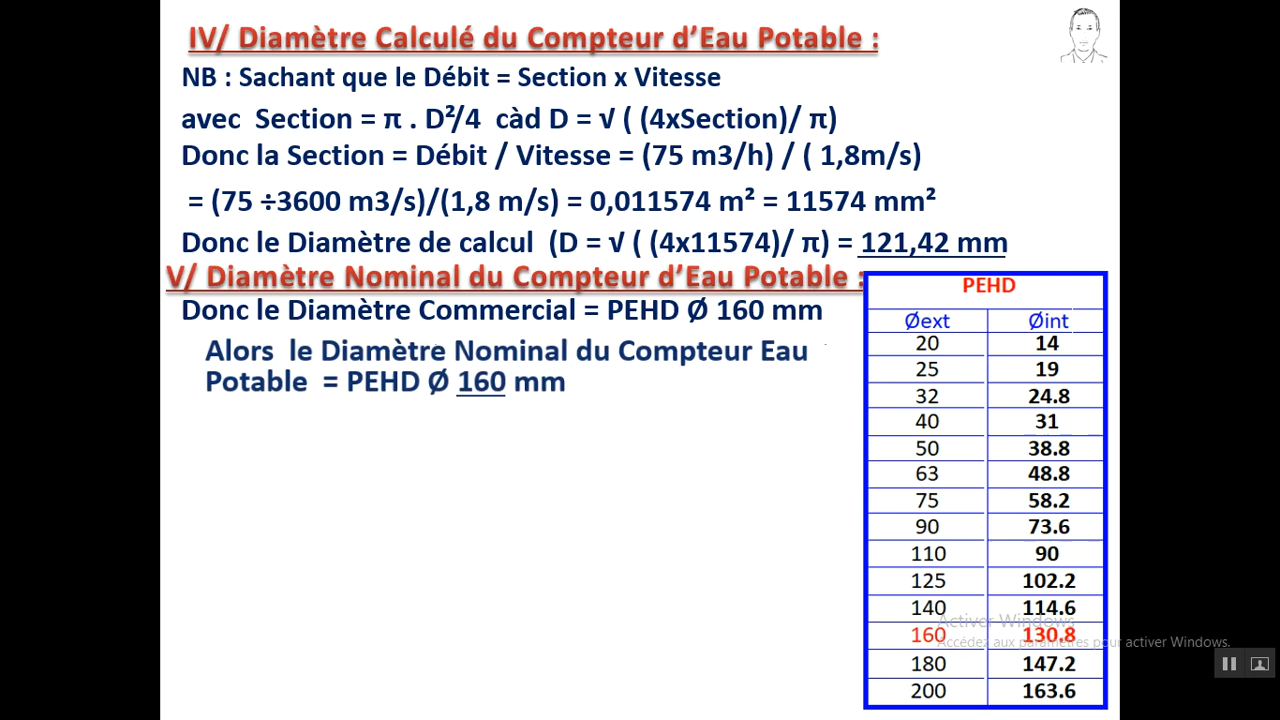 IV/ Diamètre Calculé du Compteur d’Eau Potable :
NB : Sachant que le Débit = Section x Vitesse
avec Section = π . D²/4 càd D = √ ( (4xSection)/ π)
Donc la Section = Débit / Vitesse = (75 m3/h) / ( 1,8m/s)
= (75 ÷3600 m3/s)/(1,8 m/s) = 0,011574 m² = 11574 mm²
Donc le Diamètre de calcul (D = √ ( (4x11574)/ π) = 121,42 mm
V/ Diamètre Nominal du Compteur d’Eau Potable :
Donc le Diamètre Commercial = PEHD Ø 160 mm
Alors le Diamètre Nominal du Compteur Eau
Potable = PEHD Ø 160 mm
PEHD
Øext Øint
20 14
25 19
32 24.8
40 31
50 38.8
63 48.8
75 58.2
90 73.6
110 90
125 102.2
140 114.6
160 130.8
180 147.2
200 163.6
Activer Windows
Accédez aux paramètres pour activer Windows.